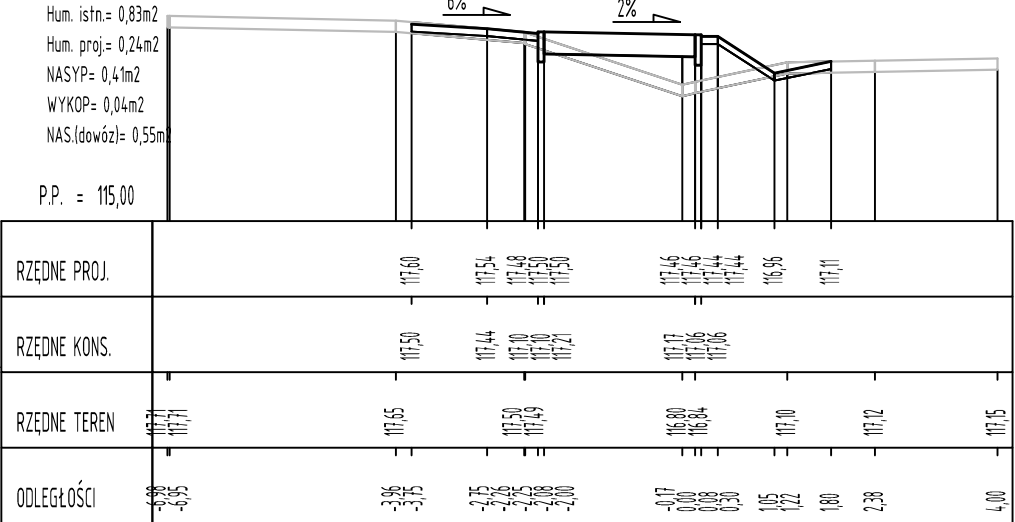 6%
2%
Hum. istn.= 0,83m2
Hum. proj.= 0,24m2
NASYP= 0,41m2
WYKOP= 0,04m2
NAS.(dowóz)= 0,55m2
P.P. = 115,00
RZĘDNE PROJ. 117,60 117,54 117,48 117,50 117,50 117,46 117,46 117,44 117,44 116,96 117,11
RZĘDNE KONS. 117,50 117,44 117,10 117,10 117,21 117,17 117,06 117,06
RZĘDNE TEREN 117,71 117,71 117,65 117,50 117,49 116,80 116,84 117,10 117,12 117,15
ODLEGŁOŚCI -6,98 -6,95 -3,96 -3,75 -2,75 -2,26 -2,25 -2,08 -2,00 -0,17 0,00 0,08 0,30 1,05 1,22 1,80 2,38 4,00